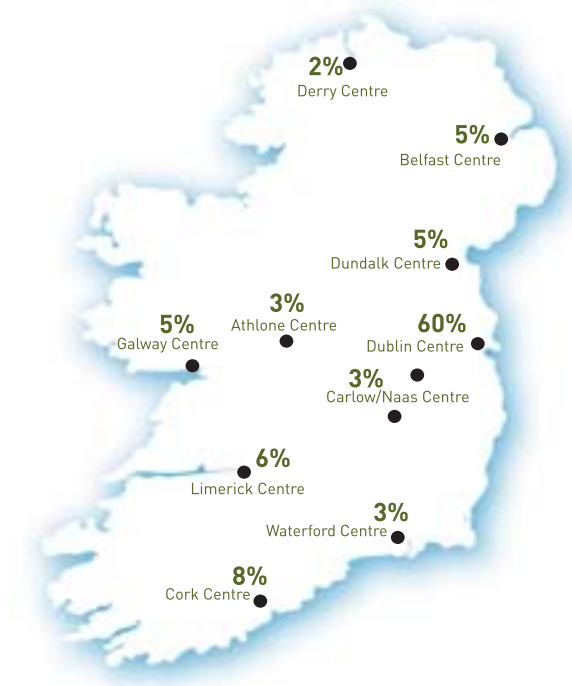 2%
Derry Centre
5%
Belfast Centre
5%
Dundalk Centre
3%
Athlone Centre
5%
Galway Centre
60%
Dublin Centre
3%
Carlow/Naas Centre
6%
Limerick Centre
3%
Waterford Centre
8%
Cork Centre